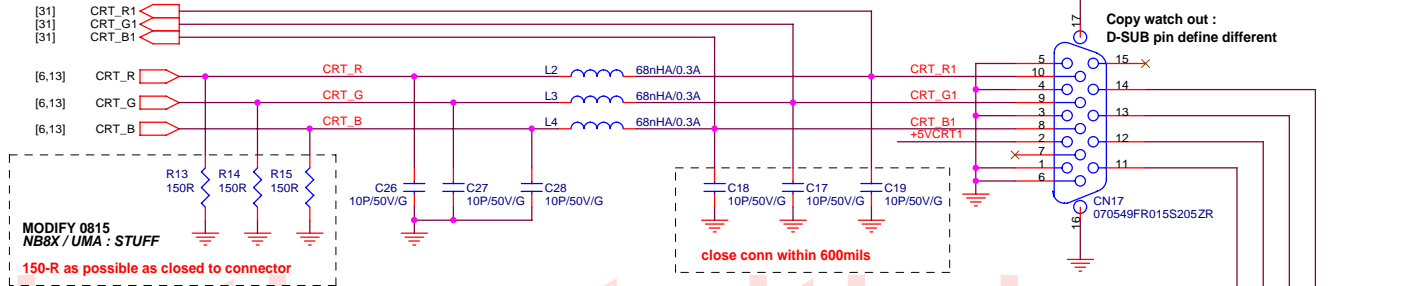 [31] CRT_R1
[31] CRT_G1
[31] CRT_B1
17
Copy watch out :
D-SUB pin define different
[6,13] CRT_R CRT_R L2 68nHA/0.3A CRT_R1
[6,13] CRT_G CRT_G L3 68nHA/0.3A CRT_G1
[6,13] CRT_B CRT_B L4 68nHA/0.3A CRT_B1
+5VCRT1
5 15
10
4 14
9
3 13
8
2 12
7
1 11
6
R13 150R
R14 150R
R15 150R
C26 10P/50V/G
C27 10P/50V/G
C28 10P/50V/G
C18 10P/50V/G
C17 10P/50V/G
C19 10P/50V/G
CN17
070549FR015S205ZR
16
MODIFY 0815
NB8X / UMA : STUFF
150-R as possible as closed to connector
close conn within 600mils